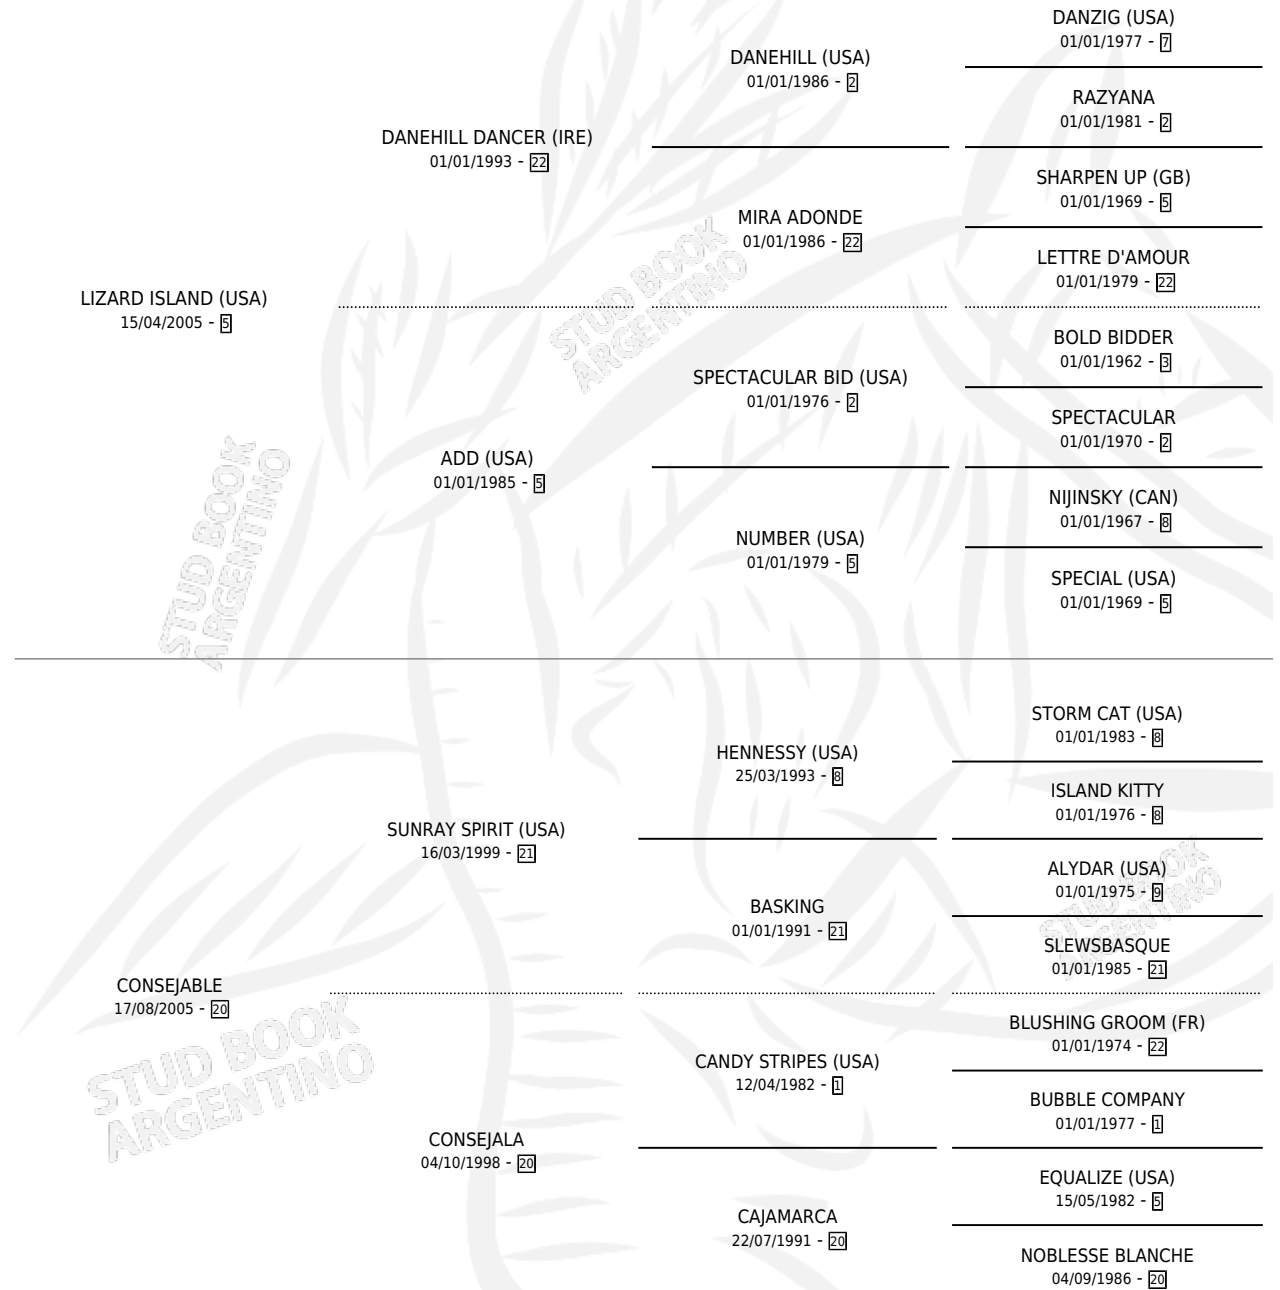 DANZIG (USA)
01/01/1977 - 7
DANEHILL (USA)
01/01/1986 - 2
RAZYANA
01/01/1981 - 2
DANEHILL DANCER (IRE)
01/01/1993 - 22
SHARPEN UP (GB)
01/01/1969 - 5
MIRA ADONDE
01/01/1986 - 22
LETTRE D'AMOUR
01/01/1979 - 22
LIZARD ISLAND (USA)
15/04/2005 - 5
BOLD BIDDER
01/01/1962 - 3
SPECTACULAR BID (USA)
01/01/1976 - 2
SPECTACULAR
01/01/1970 - 2
ADD (USA)
01/01/1985 - 5
NIJINSKY (CAN)
01/01/1967 - 8
NUMBER (USA)
01/01/1979 - 5
SPECIAL (USA)
01/01/1969 - 5
STORM CAT (USA)
01/01/1983 - 8
HENNESSY (USA)
25/03/1993 - 8
ISLAND KITTY
01/01/1976 - 8
SUNRAY SPIRIT (USA)
16/03/1999 - 21
ALYDAR (USA)
01/01/1975 - 9
BASKING
01/01/1991 - 21
SLEWSBASQUE
01/01/1985 - 21
CONSEJABLE
17/08/2005 - 20
BLUSHING GROOM (FR)
01/01/1974 - 22
CANDY STRIPES (USA)
12/04/1982 - 1
BUBBLE COMPANY
01/01/1977 - 1
CONSEJALA
04/10/1998 - 20
EQUALIZE (USA)
15/05/1982 - 5
CAJAMARCA
22/07/1991 - 20
NOBLESSE BLANCHE
04/09/1986 - 20
STUD BOOK
ARGENTINO
STUD BOOK
ARGENTINO
STUD BOOK
ARGENTINO
STUD BOOK
ARGENTINO